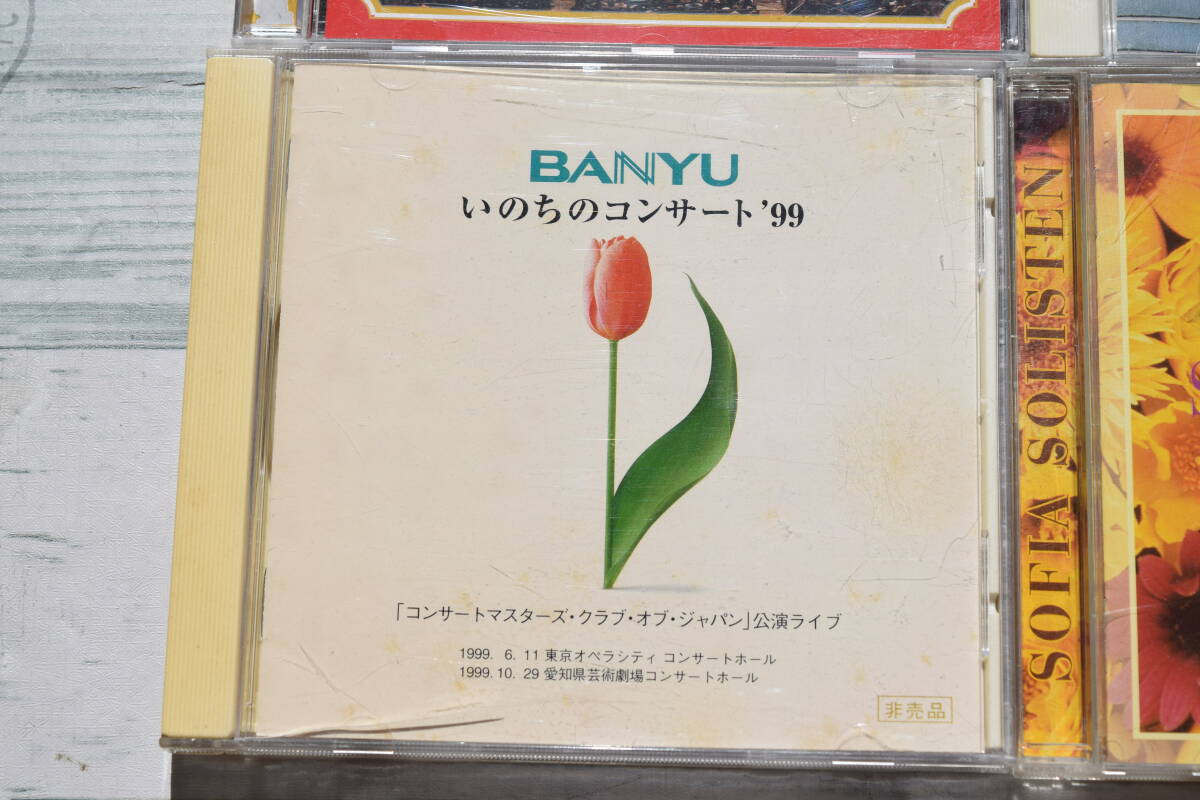 BANYU
いのちのコンサート'99
「コンサートマスターズ・クラブ・オブ・ジャパン」公演ライブ
1999. 6. 11 東京オペラシティ コンサートホール
1999. 10. 29 愛知県芸術劇場コンサートホール
非売品
SOFIA SOLISTEN